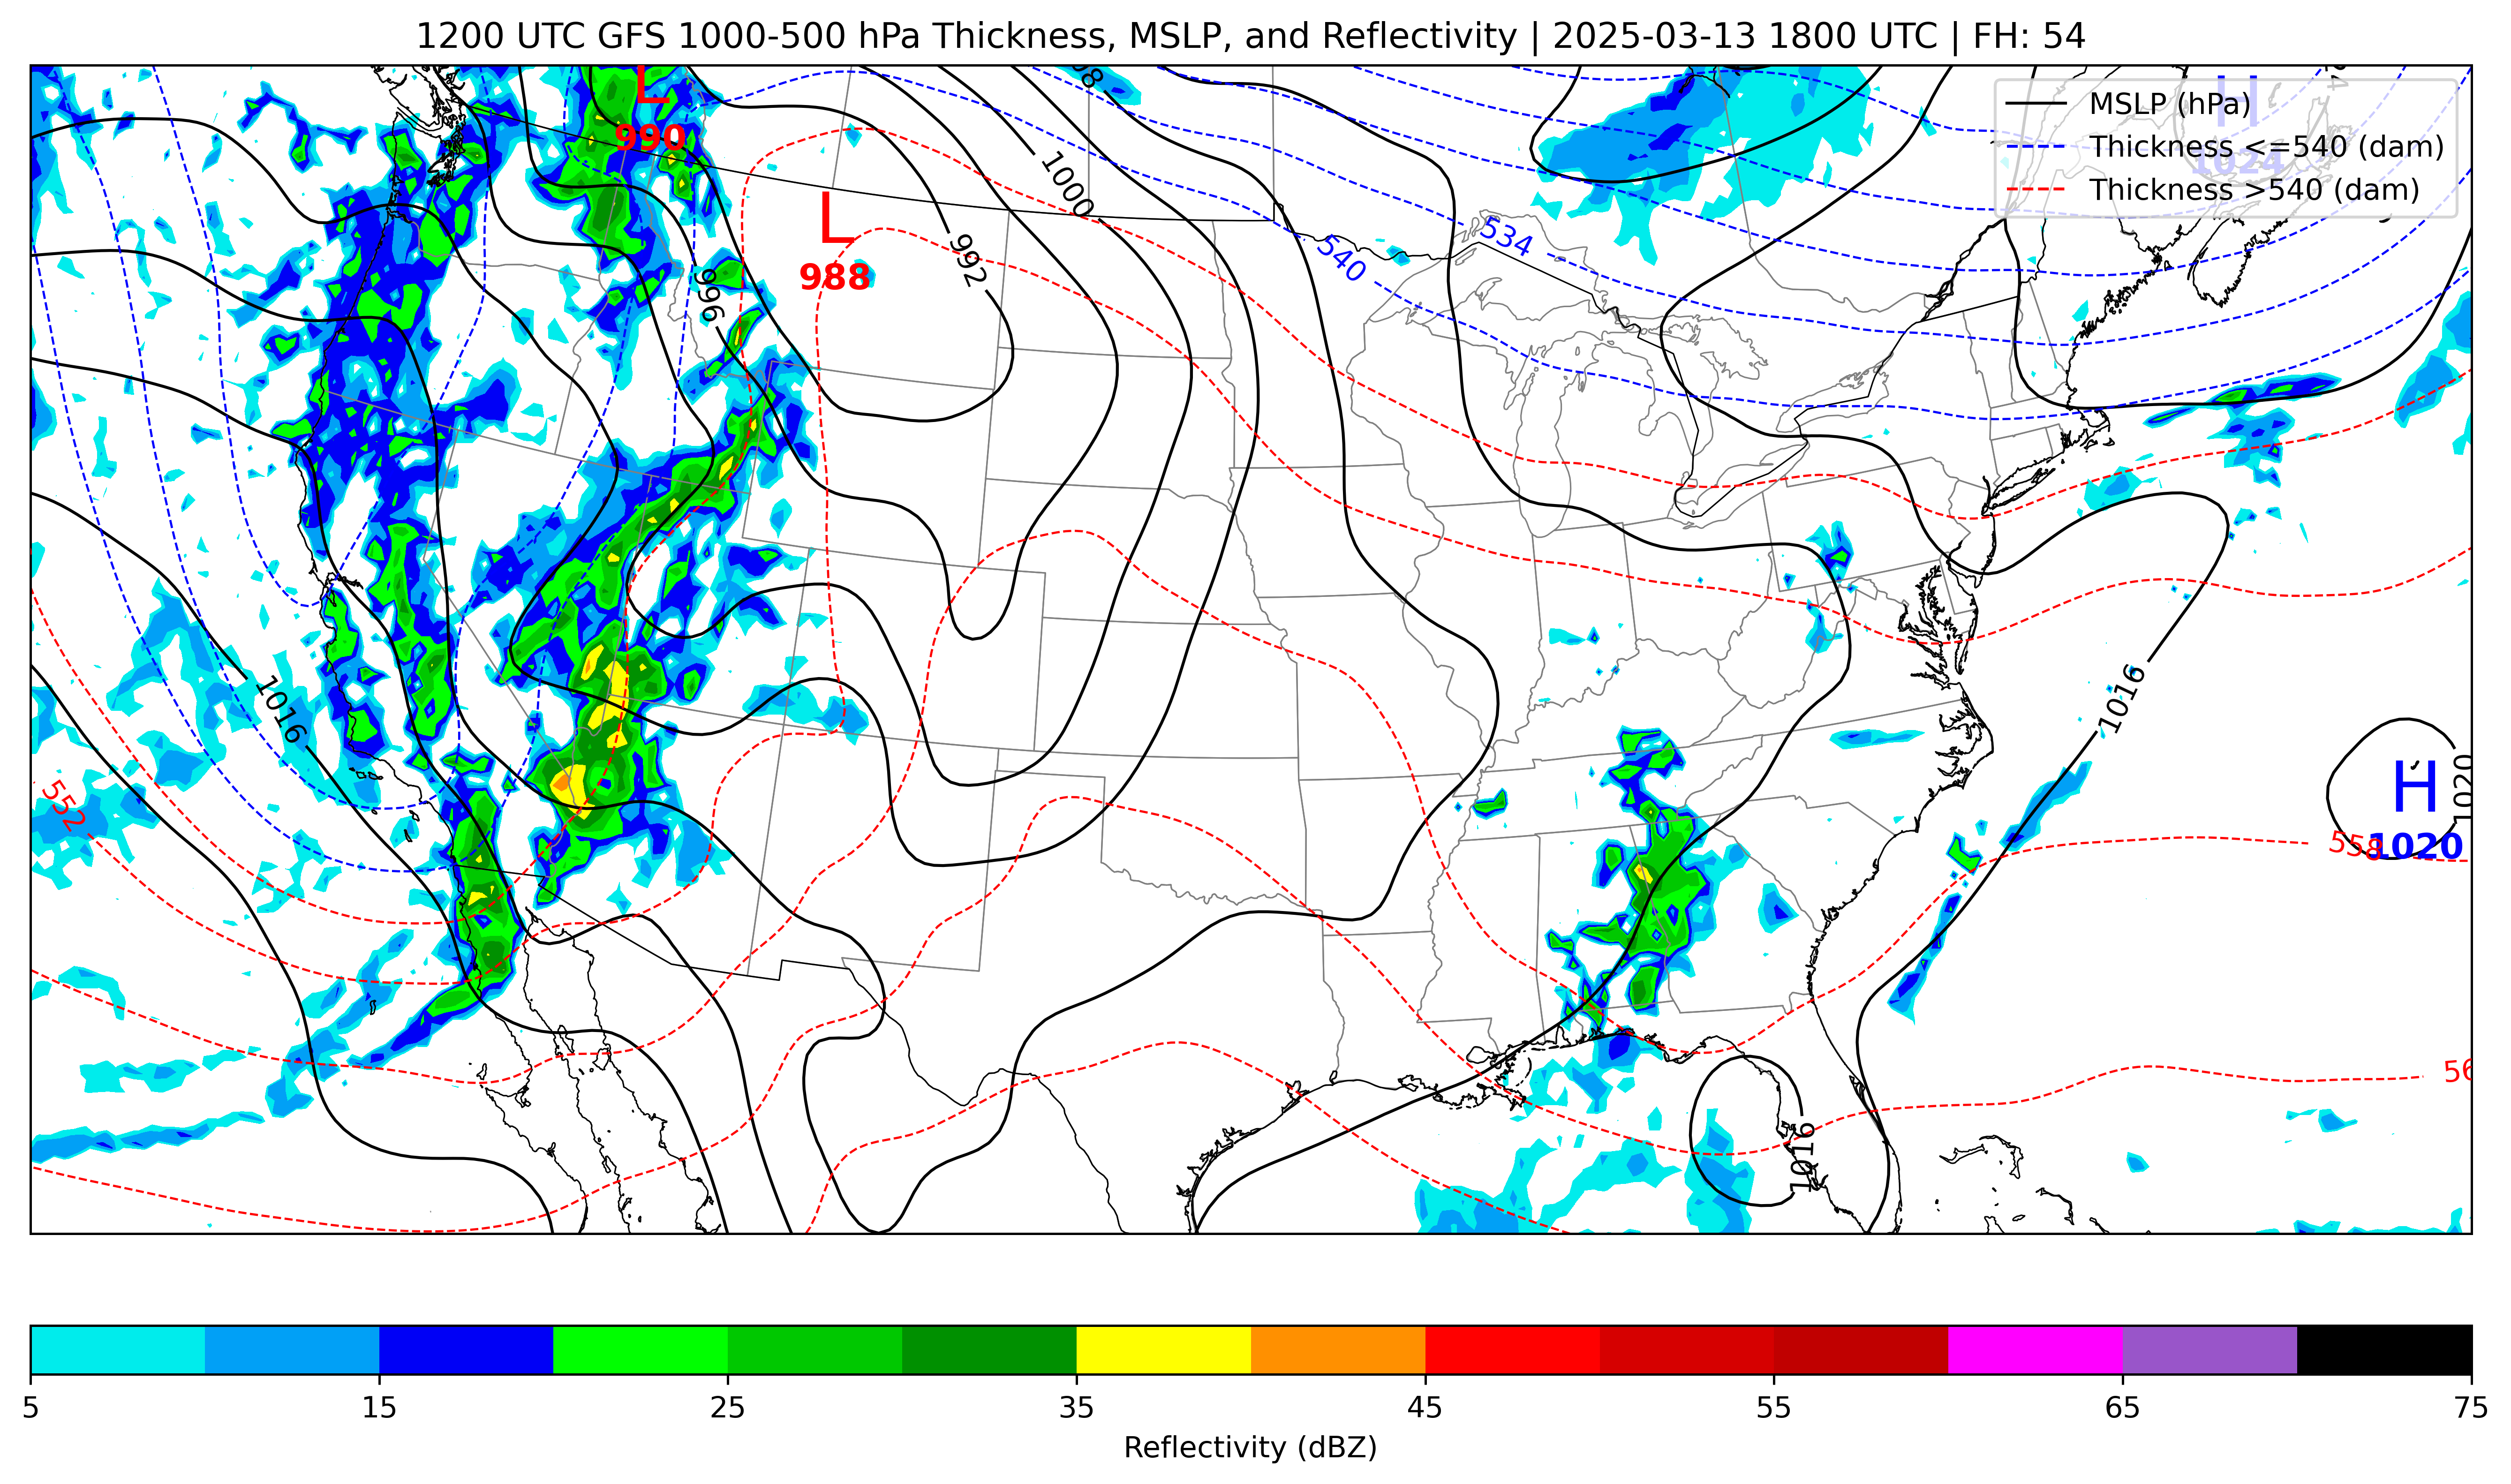 1200 UTC GFS 1000-500 hPa Thickness, MSLP, and Reflectivity | 2025-03-13 1800 UTC | FH: 54
L
990
H
1024
MSLP (hPa)
Thickness <=540 (dam)
Thickness >540 (dam)
1000
L
988
992
996
534
540
1016
1016
552
H
1020
1020
558
1016
5
15
25
35
45
55
65
75
Reflectivity (dBZ)